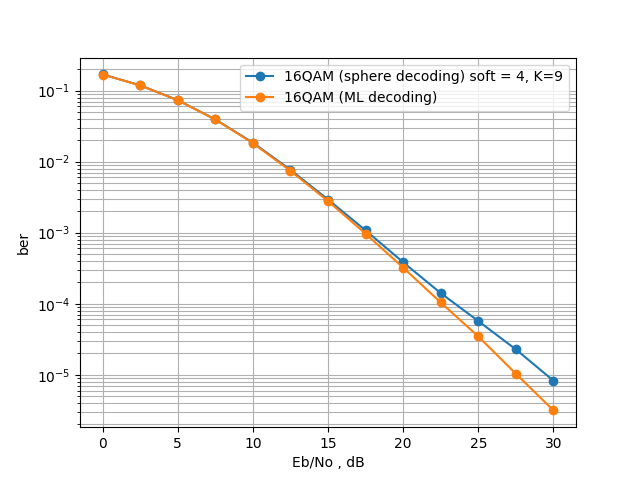 16QAM (sphere decoding) soft = 4, K=9
16QAM (ML decoding)
10⁻¹
10⁻²
10⁻³
10⁻⁴
10⁻⁵
ber
0 5 10 15 20 25 30
Eb/No , dB